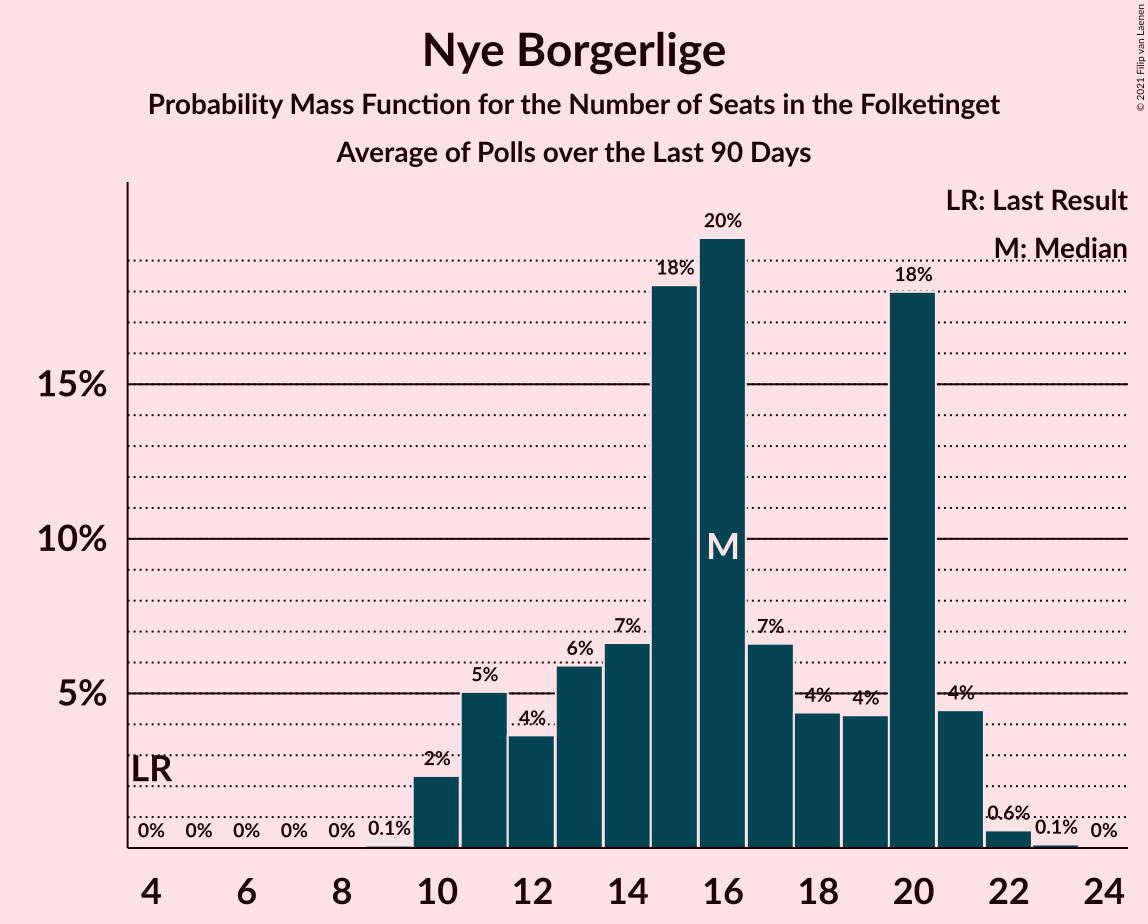 Nye Borgerlige
Probability Mass Function for the Number of Seats in the Folketinget
Average of Polls over the Last 90 Days
© 2021 Filip van Laenen
LR: Last Result
M: Median
15%
10%
5%
0% 0% 0% 0% 0% 0.1% 2% 5% 4% 6% 7% 18% 20% 7% 4% 4% 18% 4% 0.6% 0.1% 0%
LR
M
4 6 8 10 12 14 16 18 20 22 24